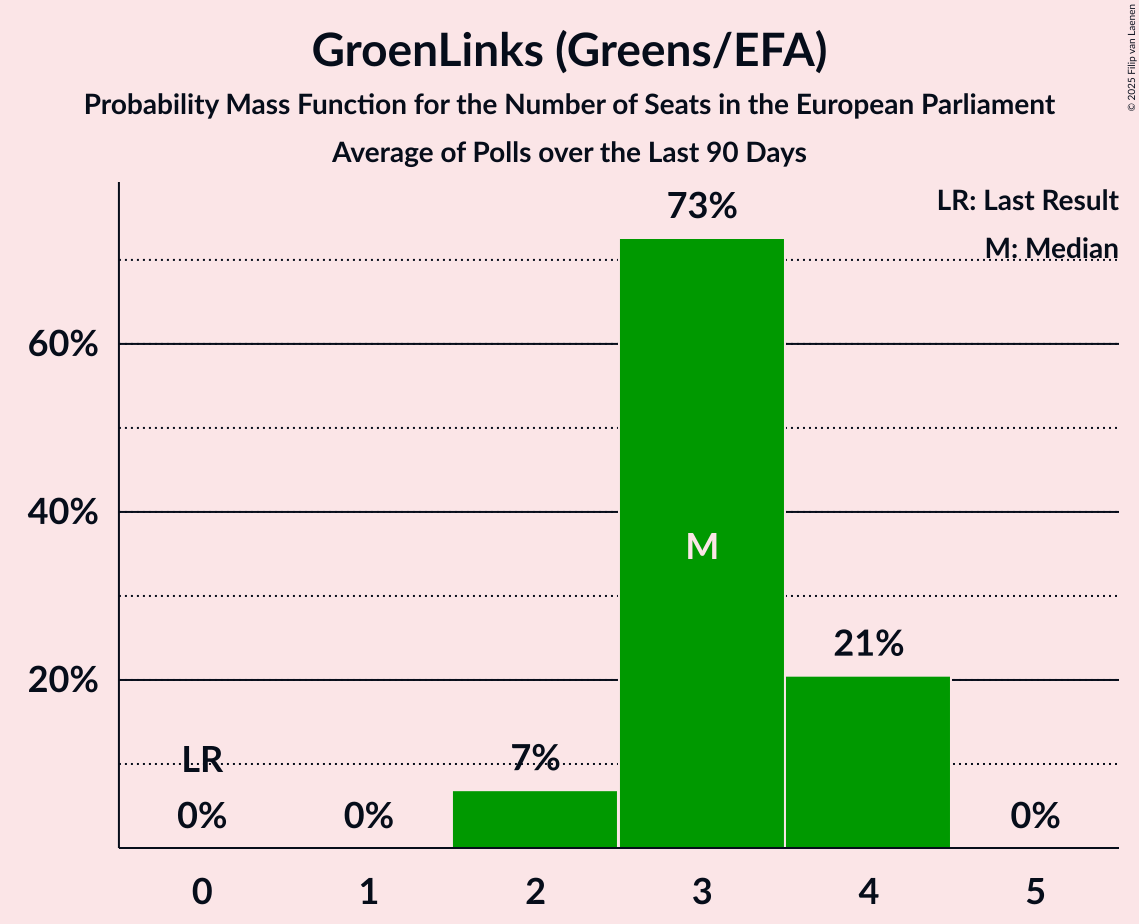 GroenLinks (Greens/EFA)
Probability Mass Function for the Number of Seats in the European Parliament
Average of Polls over the Last 90 Days
© 2025 Filip van Laenen
LR: Last Result
M: Median
73%
60%
40%
M
21%
20%
LR
7%
0%
0%
0%
0
1
2
3
4
5